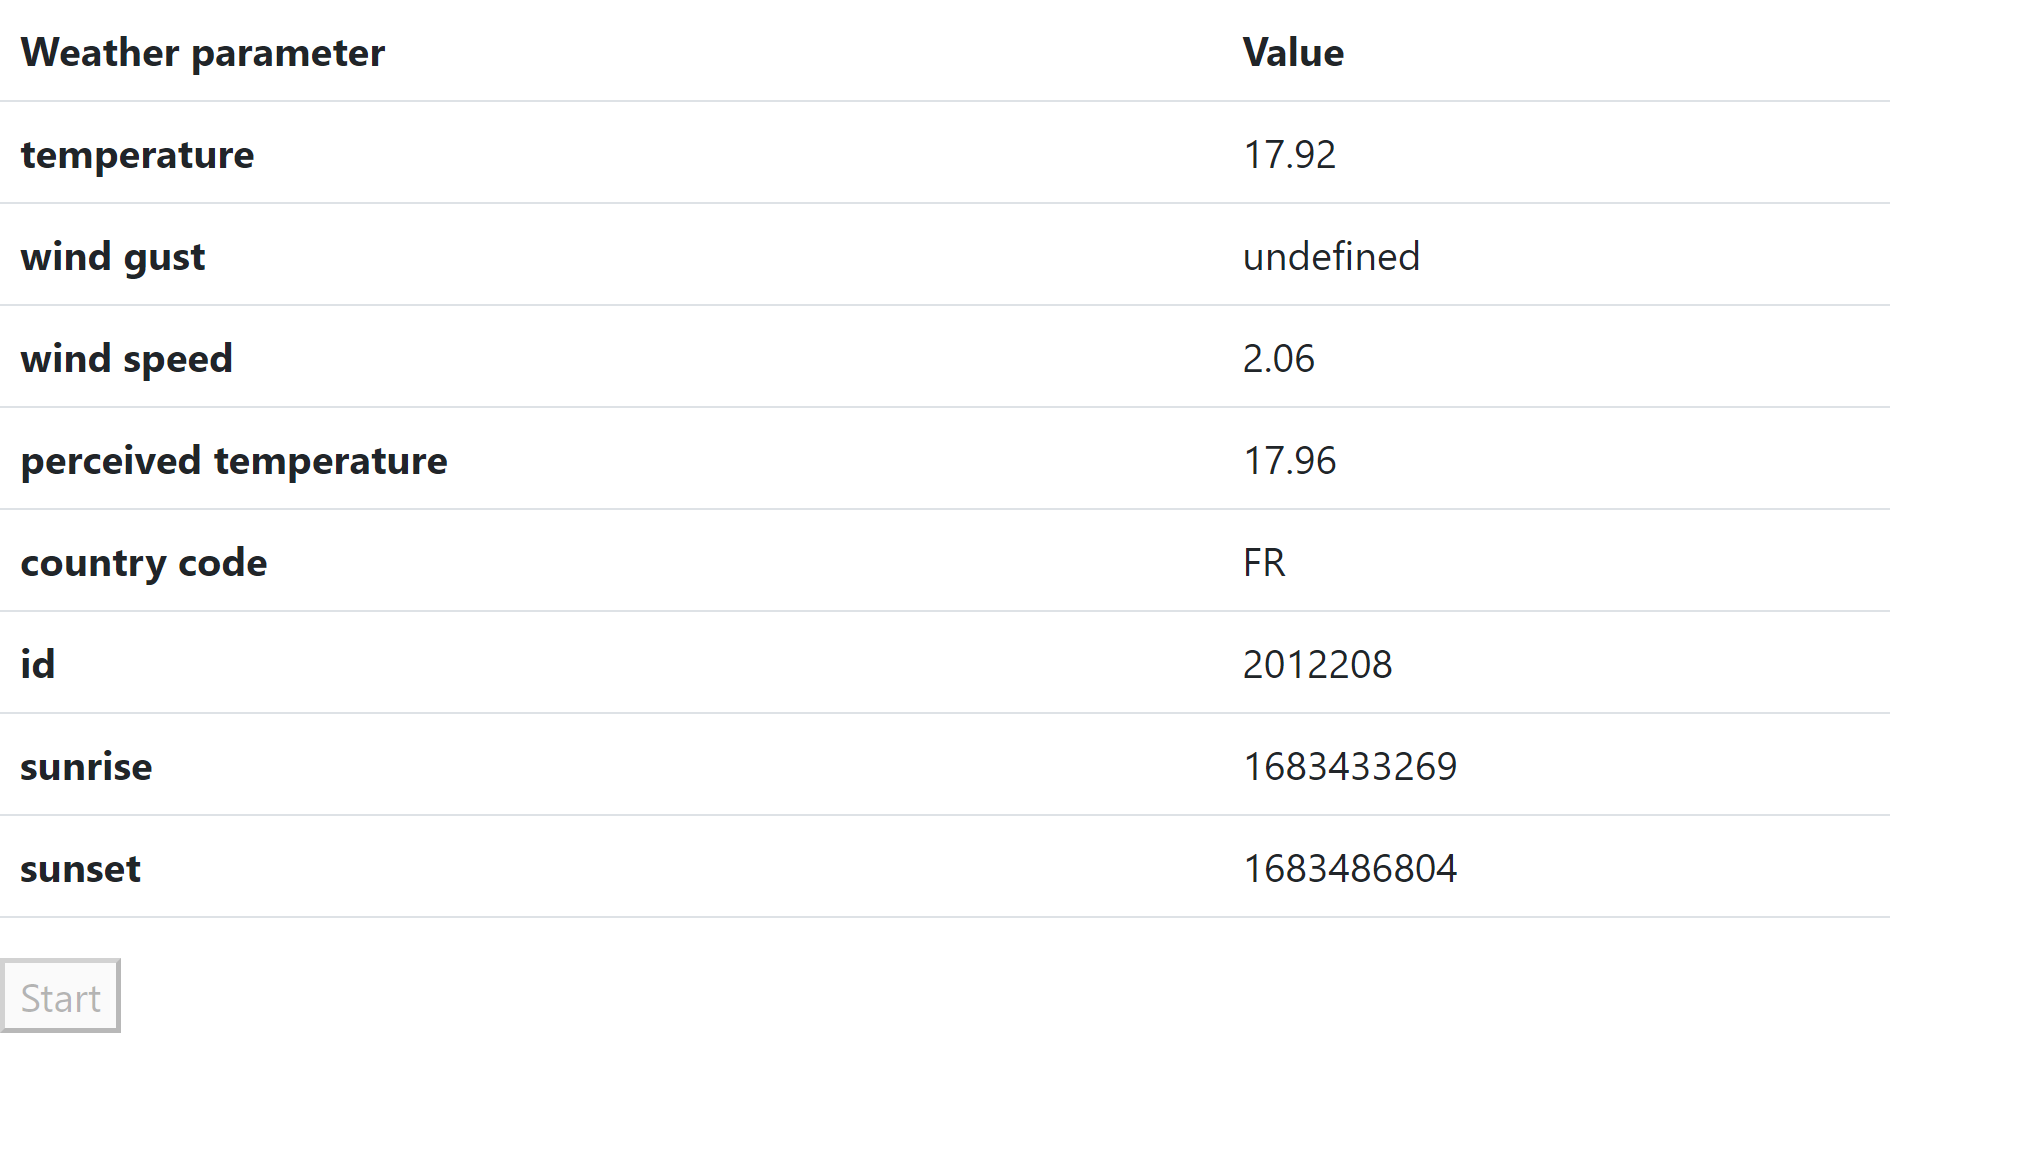 Weather parameter Value
temperature 17.92
wind gust undefined
wind speed 2.06
perceived temperature 17.96
country code FR
id 2012208
sunrise 1683433269
sunset 1683486804
Start